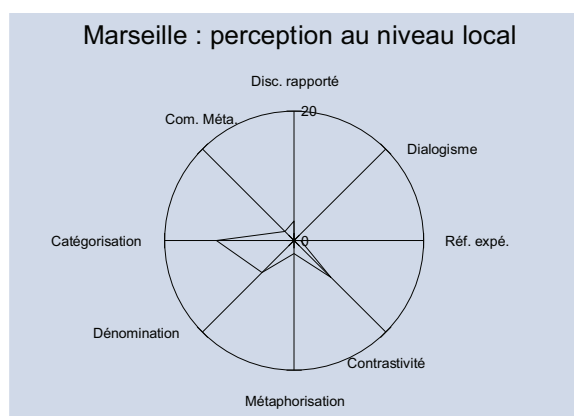 Marseille : perception au niveau local
Disc. rapporté
20
Com. Méta.
Dialogisme
Catégorisation
0
Réf. expé.
Dénomination
Contrastivité
Métaphorisation